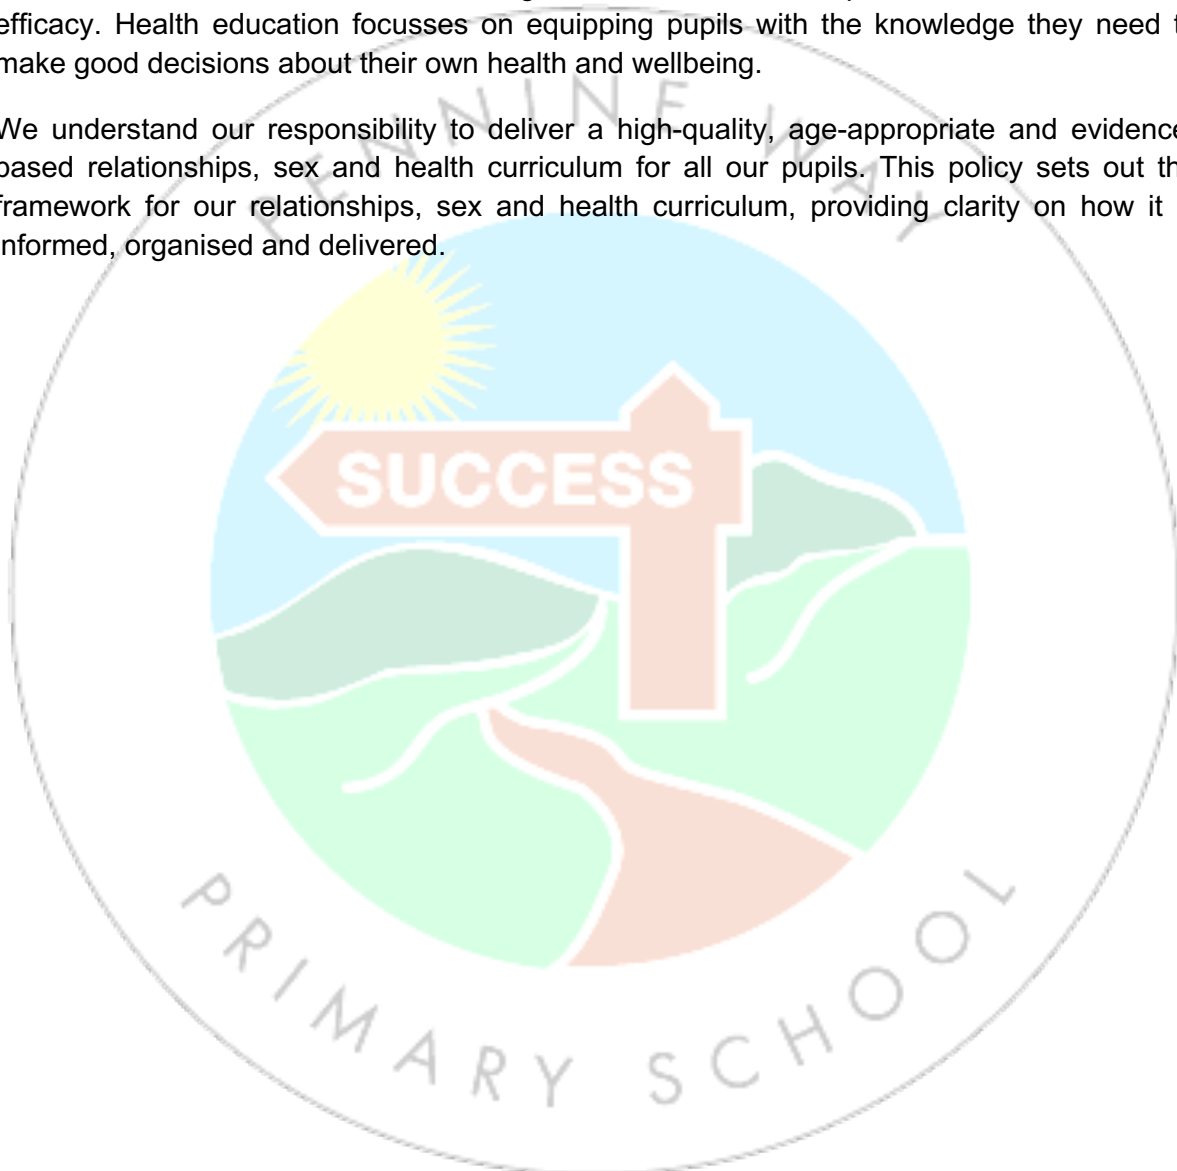 efficacy. Health education focusses on equipping pupils with the knowledge they need
make good decisions about their own health and wellbeing.
We understand our responsibility to deliver a high-quality, age-appropriate and evidence
based relationships, sex and health curriculum for all our pupils. This policy sets out
framework for our relationships, sex and health curriculum, providing clarity on how it
informed, organised and delivered.
PENNINE WAY
SUCCESS
PRIMARY SCHOOL